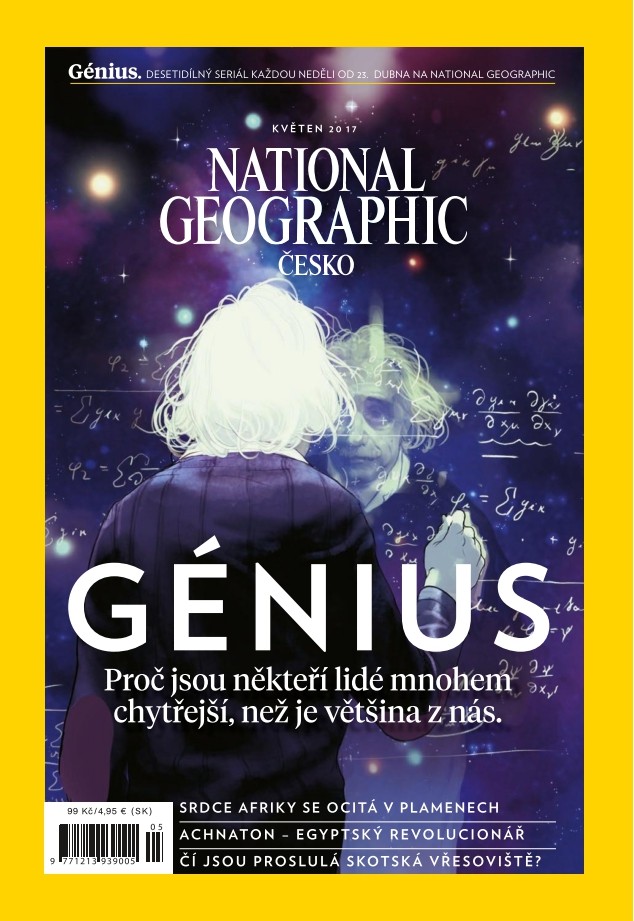 Génius. DESETIDÍLNÝ SERIÁL KAŽDOU NEDĚLI OD 23. DUBNA NA NATIONAL GEOGRAPHIC
KVĚTEN 2017
NATIONAL
GEOGRAPHIC
ČESKO
GÉNIUS
Proč jsou někteří lidé mnohem
chytřejší, než je většina z nás.
99 Kč/4,95 € (SK)
05
9 771213 939005
SRDCE AFRIKY SE OCITÁ V PLAMENECH
ACHNATON – EGYPTSKÝ REVOLUCIONÁŘ
ČÍ JSOU PROSLULÁ SKOTSKÁ VŘESOVIŠTĚ?